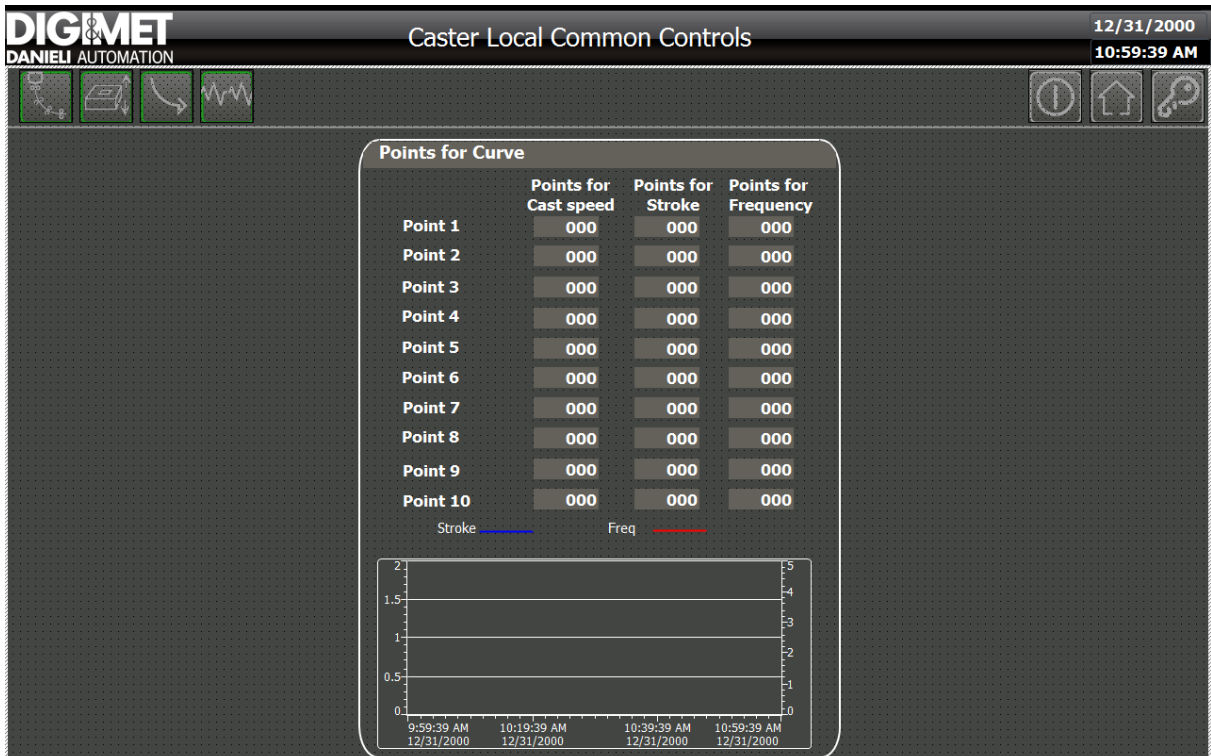 DIGI&MET
DANIELI AUTOMATION
Caster Local Common Controls
12/31/2000
10:59:39 AM
Points for Curve
Points for Cast speed Points for Stroke Points for Frequency
Point 1 000 000 000
Point 2 000 000 000
Point 3 000 000 000
Point 4 000 000 000
Point 5 000 000 000
Point 6 000 000 000
Point 7 000 000 000
Point 8 000 000 000
Point 9 000 000 000
Point 10 000 000 000
Stroke Freq
2 5
4
1.5
3
1
2
0.5
1
0 0
9:59:39 AM 10:19:39 AM 10:39:39 AM 10:59:39 AM
12/31/2000 12/31/2000 12/31/2000 12/31/2000